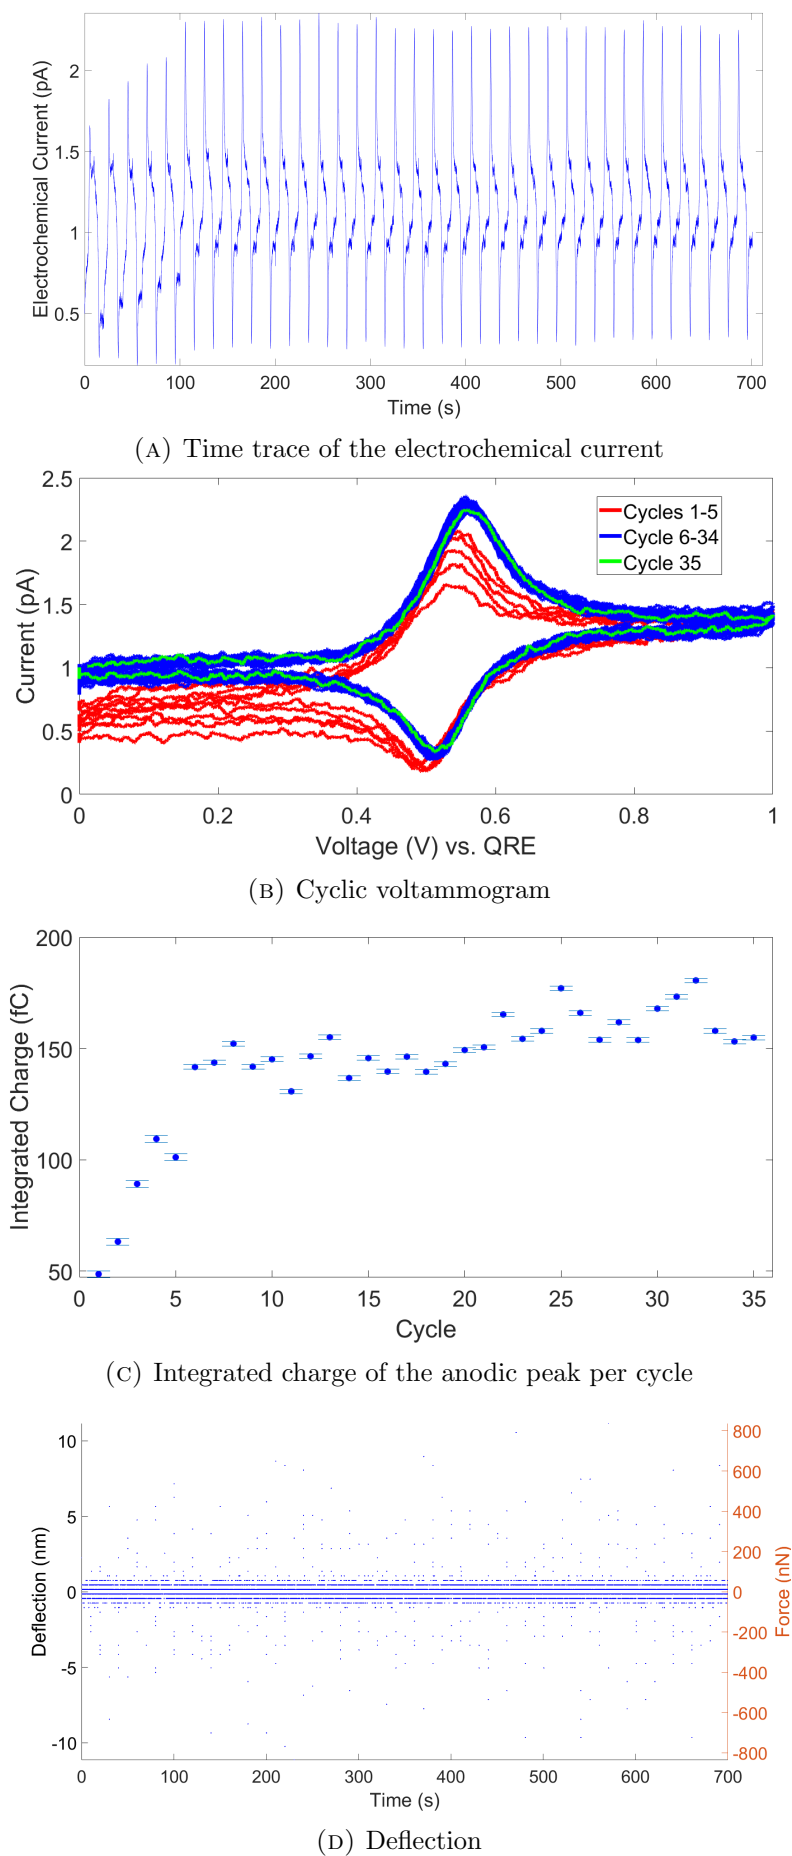 Electrochemical Current (pA)
2
1.5
1
0.5
0 100 200 300 400 500 600 700
Time (s)
(A) Time trace of the electrochemical current
Current (pA)
2.5
2
1.5
1
0.5
0
Cycles 1-5
Cycle 6-34
Cycle 35
0 0.2 0.4 0.6 0.8 1
Voltage (V) vs. QRE
(B) Cyclic voltammogram
Integrated Charge (fC)
200
150
100
50
0 5 10 15 20 25 30 35
Cycle
(C) Integrated charge of the anodic peak per cycle
Deflection (nm)
10
5
0
-5
-10
800
600
400
200
0
-200
-400
-600
-800
Force (nN)
0 100 200 300 400 500 600 700
Time (s)
(D) Deflection